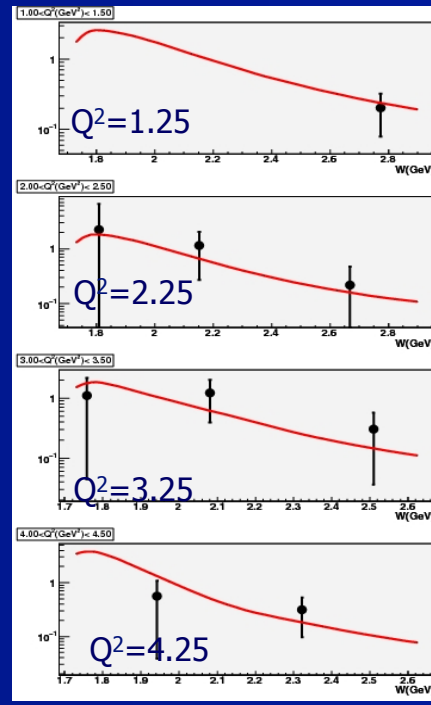 1.00<Q²(GeV²)< 1.50
1
10⁻¹
Q²=1.25
1.8 2 2.2 2.4 2.6 2.8
W(GeV
2.00<Q²(GeV²)< 2.50
1
10⁻¹
Q²=2.25
1.8 2 2.2 2.4 2.6 2.8
W(GeV
3.00<Q²(GeV²)< 3.50
1
10⁻¹
Q²=3.25
1.7 1.8 1.9 2 2.1 2.2 2.3 2.4 2.5 2.6
W(GeV
4.00<Q²(GeV²)< 4.50
1
10⁻¹
Q²=4.25
1.7 1.8 1.9 2 2.1 2.2 2.3 2.4 2.5 2.6
W(GeV